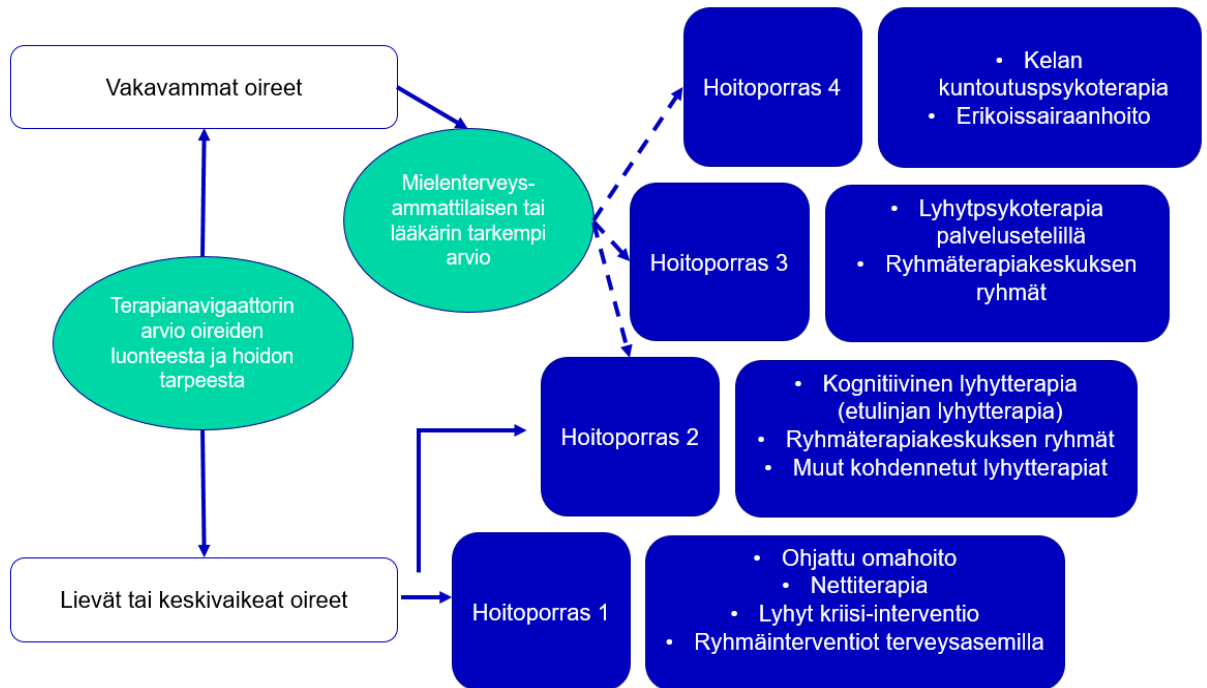 Vakavammat oireet
Mielenterveys-
ammattilaisen tai
lääkärin tarkempi
arvio
Terapianavigaattorin
arvio oireiden
luonteesta ja hoidon
tarpeesta
Lievät tai keskivaikeat oireet
Hoitoporras 4
• Kelan
kuntoutuspsykoterapia
• Erikoissairaanhoito
Hoitoporras 3
• Lyhytpsykoterapia
palvelusetelillä
• Ryhmäterapiakeskuksen
ryhmät
Hoitoporras 2
• Kognitiivinen lyhytterapia
(etulinjan lyhytterapia)
• Ryhmäterapiakeskuksen ryhmät
• Muut kohdennetut lyhytterapiat
Hoitoporras 1
• Ohjattu omahoito
• Nettiterapia
• Lyhyt kriisi-interventio
• Ryhmäinterventiot terveysasemilla